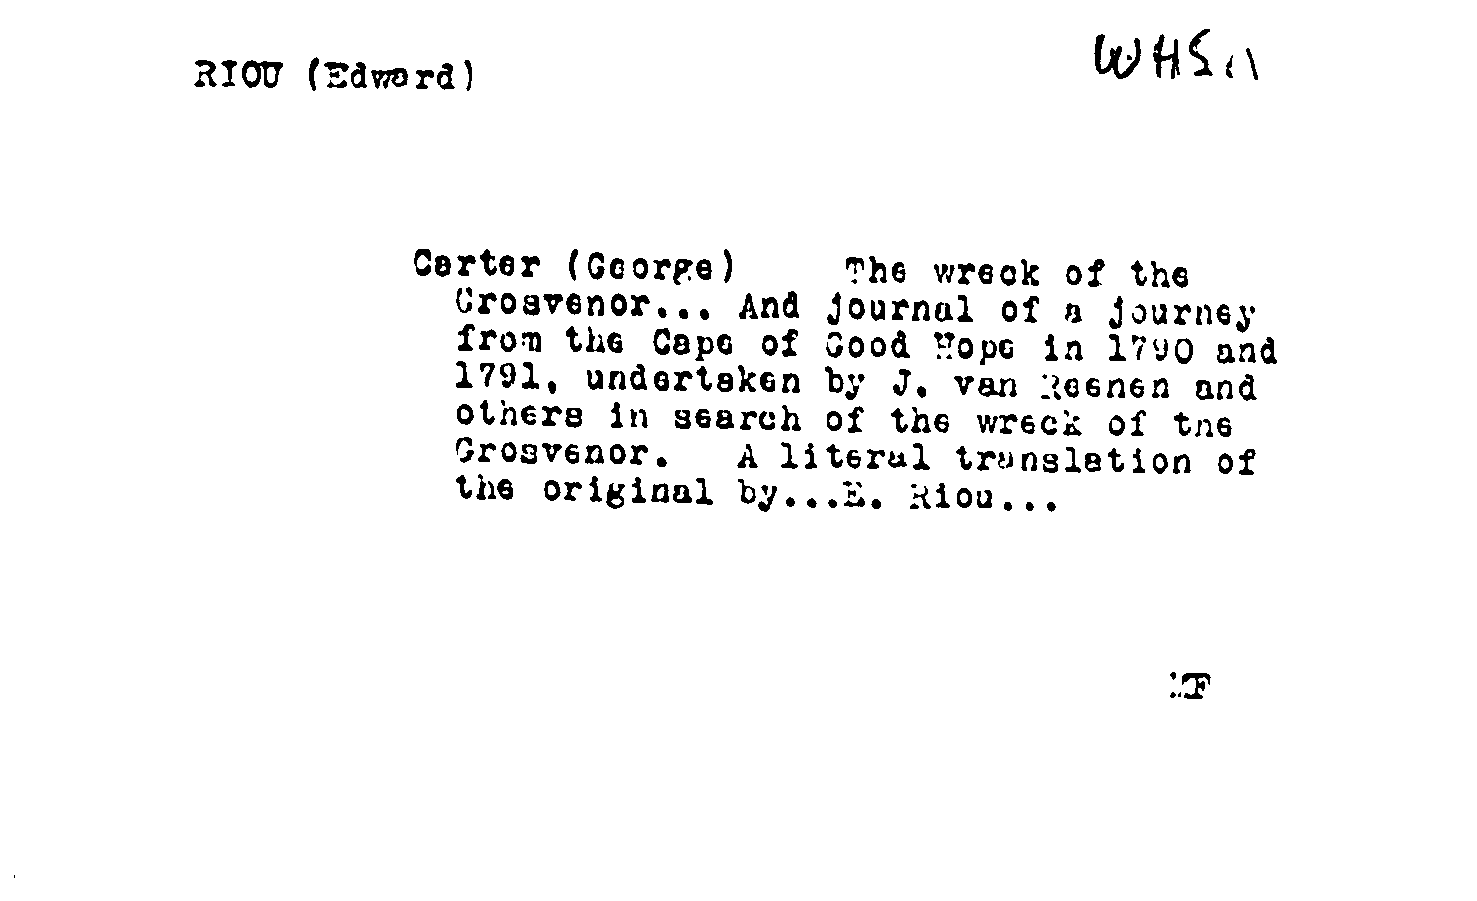 RIOU (Edward)
Carter (George) The wreck of the
Grosvenor... And journal of a journey
from the Cape of Good Hope in 1790 and
1791, undertaken by J. van Reenen and
others in search of the wreck of the
Grosvenor. A literal translation of
the original by...E. Riou...